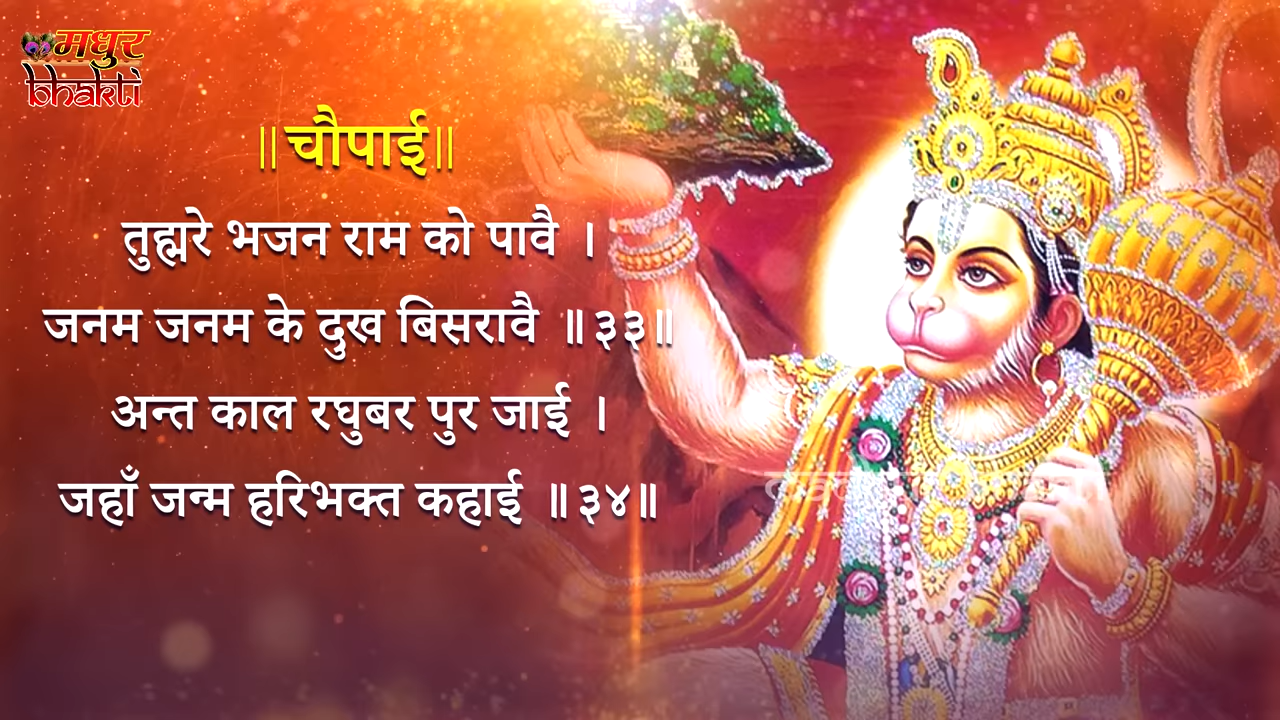 मधुर
bhakti
॥चौपाई॥
तुह्मरे भजन राम को पावै ।
जनम जनम के दुख बिसरावै ॥३३॥
अन्त काल रघुबर पुर जाई ।
जहाँ जन्म हरिभक्त कहाई ॥३४॥